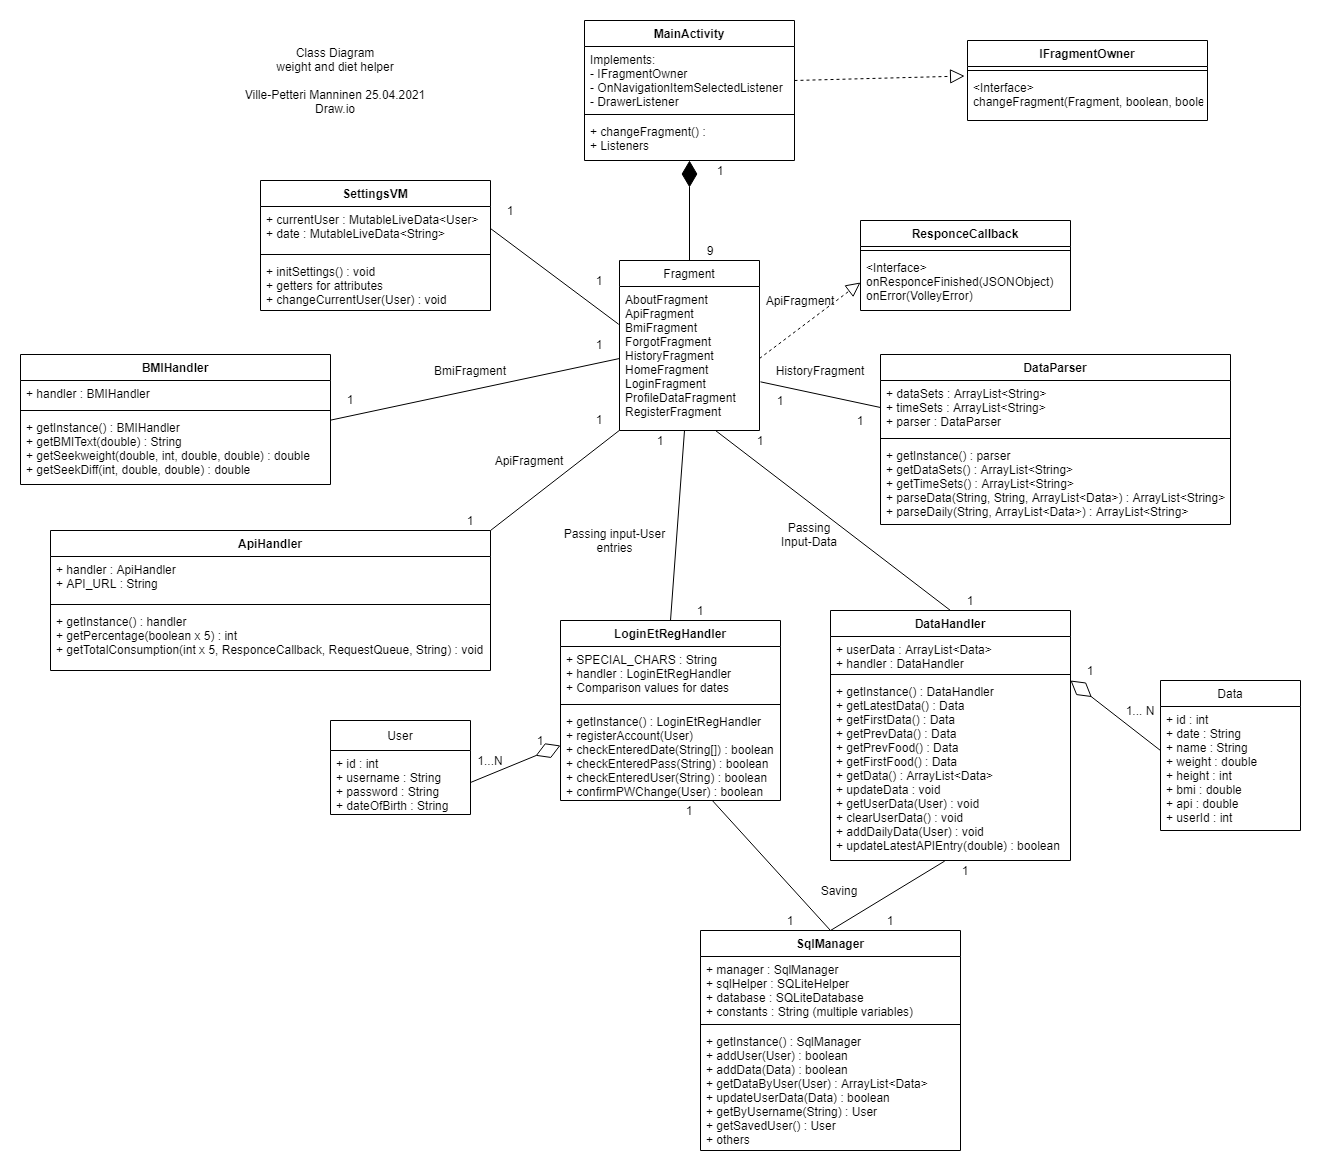 Class Diagram
weight and diet helper
Ville-Petteri Manninen 25.04.2021
Draw.io
MainActivity
Implements:
- IFragmentOwner
- OnNavigationItemSelectedListener
- DrawerListener
+ changeFragment() :
+ Listeners
IFragmentOwner
<Interface>
changeFragment(Fragment, boolean, boole
1
9
SettingsVM
+ currentUser : MutableLiveData<User>
+ date : MutableLiveData<String>
+ initSettings() : void
+ getters for attributes
+ changeCurrentUser(User) : void
1
1
Fragment
AboutFragment
ApiFragment
BmiFragment
ForgotFragment
HistoryFragment
HomeFragment
LoginFragment
ProfileDataFragment
RegisterFragment
ResponceCallback
<Interface>
onResponceFinished(JSONObject)
onError(VolleyError)
ApiFragment
BMIHandler
+ handler : BMIHandler
+ getInstance() : BMIHandler
+ getBMIText(double) : String
+ getSeekweight(double, int, double, double) : double
+ getSeekDiff(int, double, double) : double
BmiFragment
1
1
HistoryFragment
1
1
DataParser
+ dataSets : ArrayList<String>
+ timeSets : ArrayList<String>
+ parser : DataParser
+ getInstance() : parser
+ getDataSets() : ArrayList<String>
+ getTimeSets() : ArrayList<String>
+ parseData(String, String, ArrayList<Data>) : ArrayList<String>
+ parseDaily(String, ArrayList<Data>) : ArrayList<String>
1
ApiFragment
1
ApiHandler
+ handler : ApiHandler
+ API_URL : String
+ getInstance() : handler
+ getPercentage(boolean x 5) : int
+ getTotalConsumption(int x 5, ResponceCallback, RequestQueue, String) : void
1
Passing input-User
entries
1
1
Passing
Input-Data
1
LoginEtRegHandler
+ SPECIAL_CHARS : String
+ handler : LoginEtRegHandler
+ Comparison values for dates
+ getInstance() : LoginEtRegHandler
+ registerAccount(User)
+ checkEnteredDate(String[]) : boolean
+ checkEnteredPass(String) : boolean
+ checkEnteredUser(String) : boolean
+ confirmPWChange(User) : boolean
DataHandler
+ userData : ArrayList<Data>
+ handler : DataHandler
+ getInstance() : DataHandler
+ getLatestData() : Data
+ getFirstData() : Data
+ getPrevData() : Data
+ getPrevFood() : Data
+ getFirstFood() : Data
+ getData() : ArrayList<Data>
+ updateData : void
+ getUserData(User) : void
+ clearUserData() : void
+ addDailyData(User) : void
+ updateLatestAPIEntry(double) : boolean
1
1... N
Data
+ id : int
+ date : String
+ name : String
+ weight : double
+ height : int
+ bmi : double
+ api : double
+ userId : int
User
+ id : int
+ username : String
+ password : String
+ dateOfBirth : String
1...N
1
1
1
Saving
1
1
SqlManager
+ manager : SqlManager
+ sqlHelper : SQLiteHelper
+ database : SQLiteDatabase
+ constants : String (multiple variables)
+ getInstance() : SqlManager
+ addUser(User) : boolean
+ addData(Data) : boolean
+ getDataByUser(User) : ArrayList<Data>
+ updateUserData(Data) : boolean
+ getByUsername(String) : User
+ getSavedUser() : User
+ others